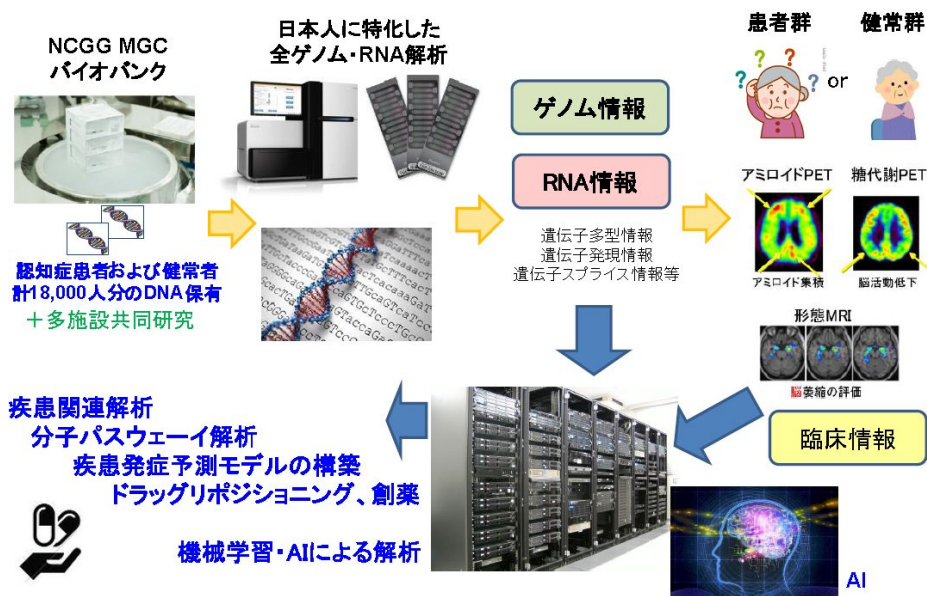 NCGG MGC
バイオバンク
認知症患者および健常者
計18,000人分のDNA保有
＋多施設共同研究
日本人に特化した
全ゲノム・RNA解析
ゲノム情報
RNA情報
遺伝子多型情報
遺伝子発現情報
遺伝子スプライス情報等
患者群
or
健常群
? ? ? ?
アミロイドPET
糖代謝PET
アミロイド集積
脳活動低下
形態MRI
脳萎縮の評価
臨床情報
疾患関連解析
分子パスウェーイ解析
疾患発症予測モデルの構築
ドラッグリポジショニング、創薬
機械学習・AIによる解析
AI